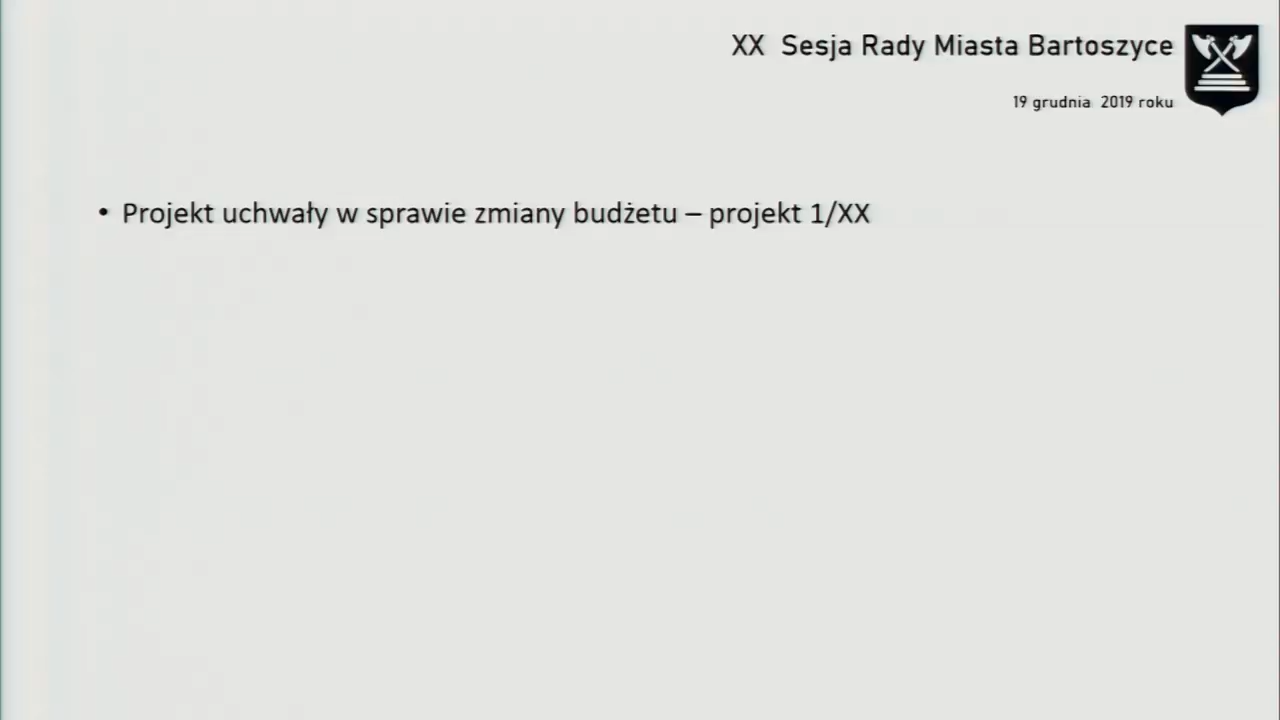 XX Sesja Rady Miasta Bartoszyce
19 grudnia 2019 roku
• Projekt uchwały w sprawie zmiany budżetu – projekt 1/XX